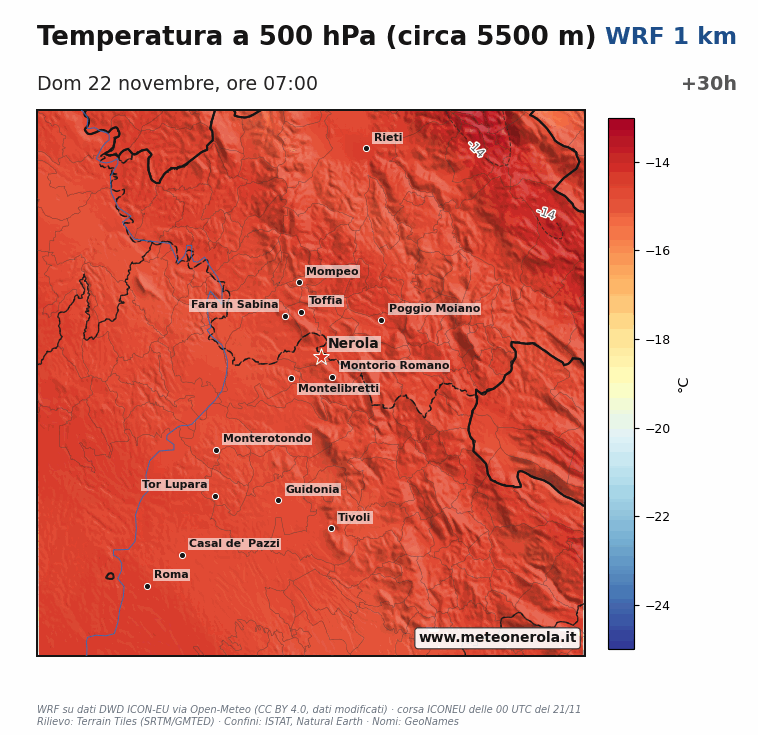 Temperatura a 500 hPa (circa 5500 m) WRF 1 km
Dom 22 novembre, ore 07:00 +30h
Rieti
-14
-14
Mompeo
Fara in Sabina
Toffia
Poggio Moiano
Nerola
Montorio Romano
Montelibretti
Monterotondo
Tor Lupara
Guidonia
Tivoli
Casal de' Pazzi
Roma
www.meteonerola.it
−14
−16
−18
−20
−22
−24
°C
WRF su dati DWD ICON-EU via Open-Meteo (CC BY 4.0, dati modificati) · corsa ICONEU delle 00 UTC del 21/11
Rilievo: Terrain Tiles (SRTM/GMTED) · Confini: ISTAT, Natural Earth · Nomi: GeoNames